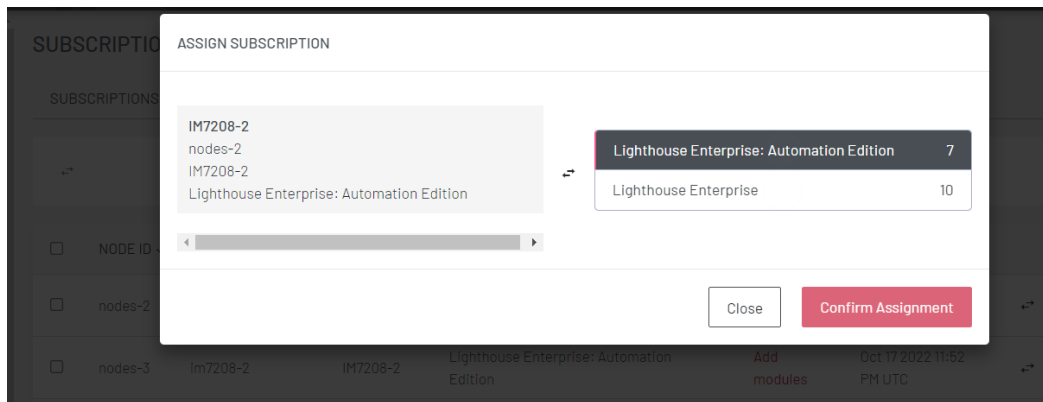 SUBSCRIPTIO
ASSIGN SUBSCRIPTION
SUBSCRIPTIONS
IM7208-2
nodes-2
IM7208-2
Lighthouse Enterprise: Automation Edition
Lighthouse Enterprise: Automation Edition 7
Lighthouse Enterprise 10
NODE ID
Close
Confirm Assignment
nodes-2
nodes-3 Im7208-2 IM7208-2 Lighthouse Enterprise: Automation Add Oct 17 2022 11:52
Edition modules PM UTC